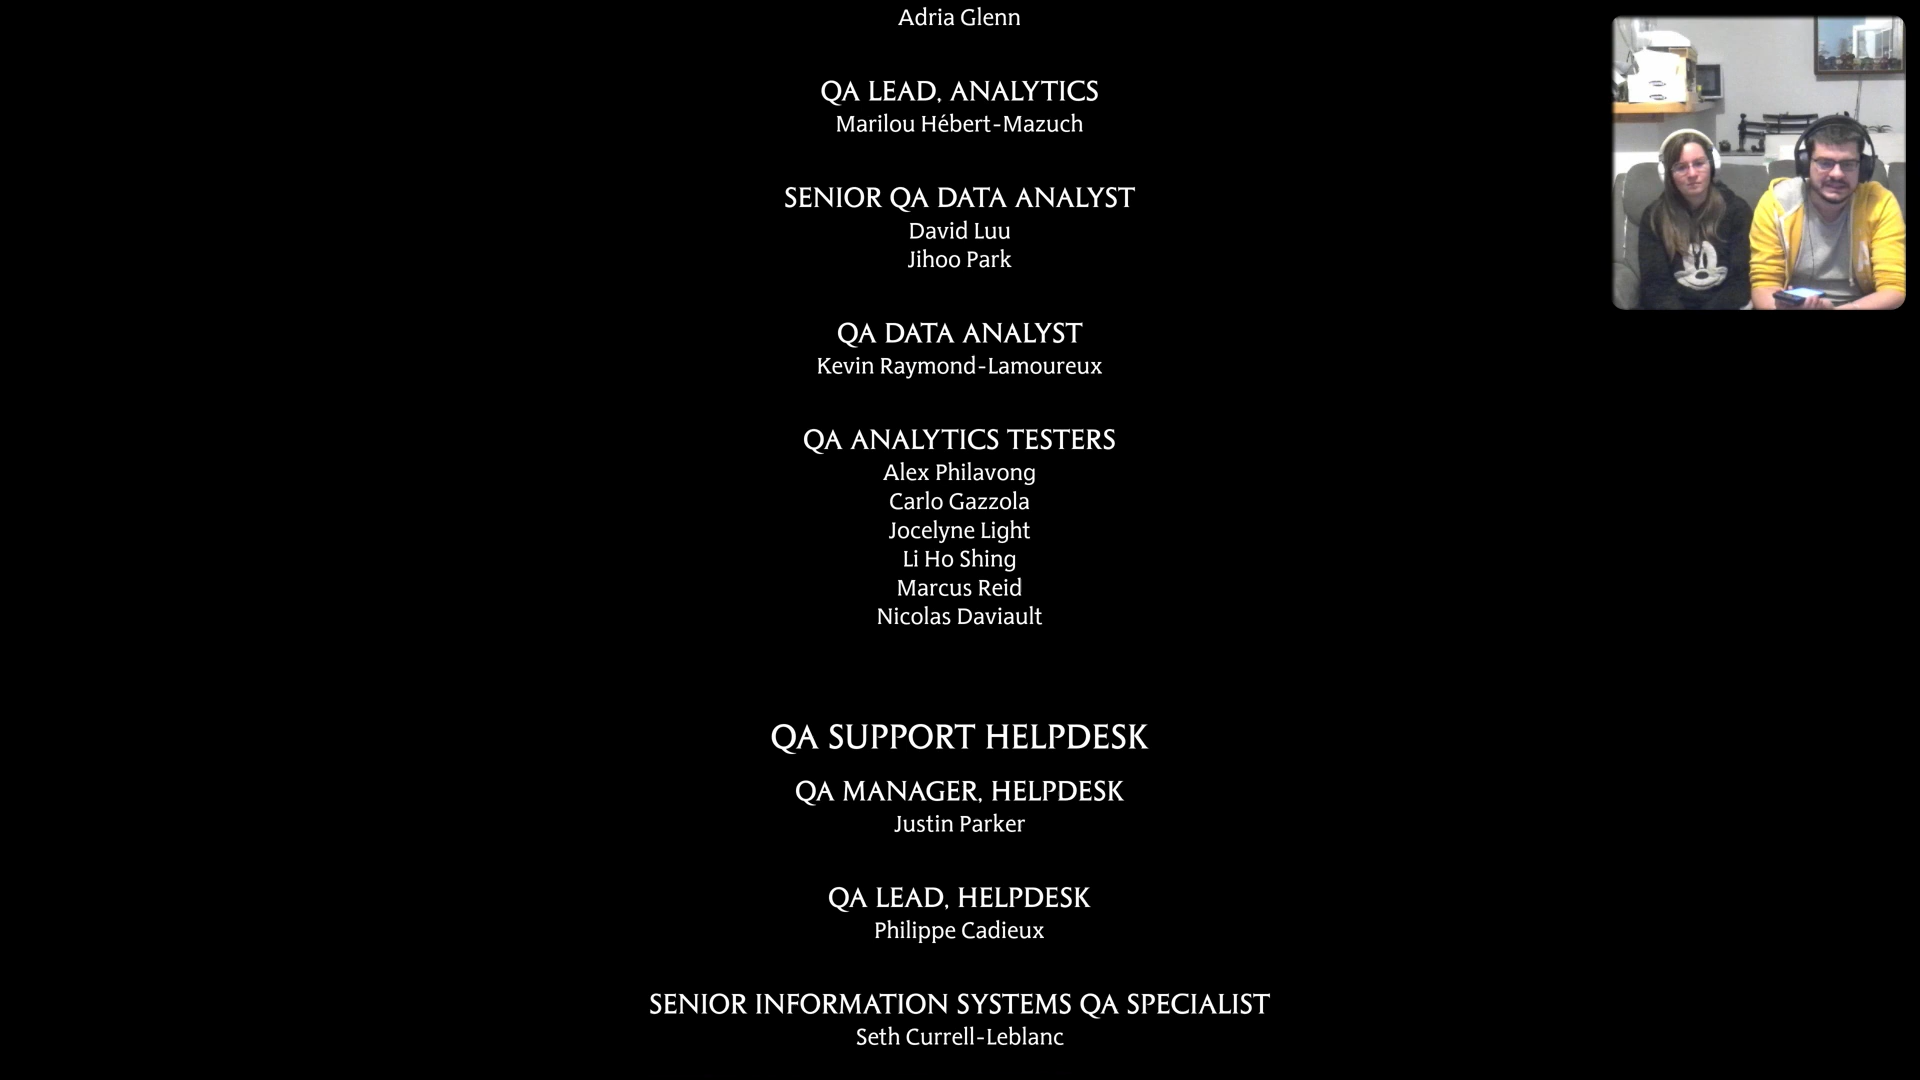 Adria Glenn
QA LEAD, ANALYTICS
Marilou Hébert-Mazuch
SENIOR QA DATA ANALYST
David Luu
Jihoo Park
QA DATA ANALYST
Kevin Raymond-Lamoureux
QA ANALYTICS TESTERS
Alex Philavong
Carlo Gazzola
Jocelyne Light
Li Ho Shing
Marcus Reid
Nicolas Daviault
QA SUPPORT HELPDESK
QA MANAGER, HELPDESK
Justin Parker
QA LEAD, HELPDESK
Philippe Cadieux
SENIOR INFORMATION SYSTEMS QA SPECIALIST
Seth Currell-Leblanc